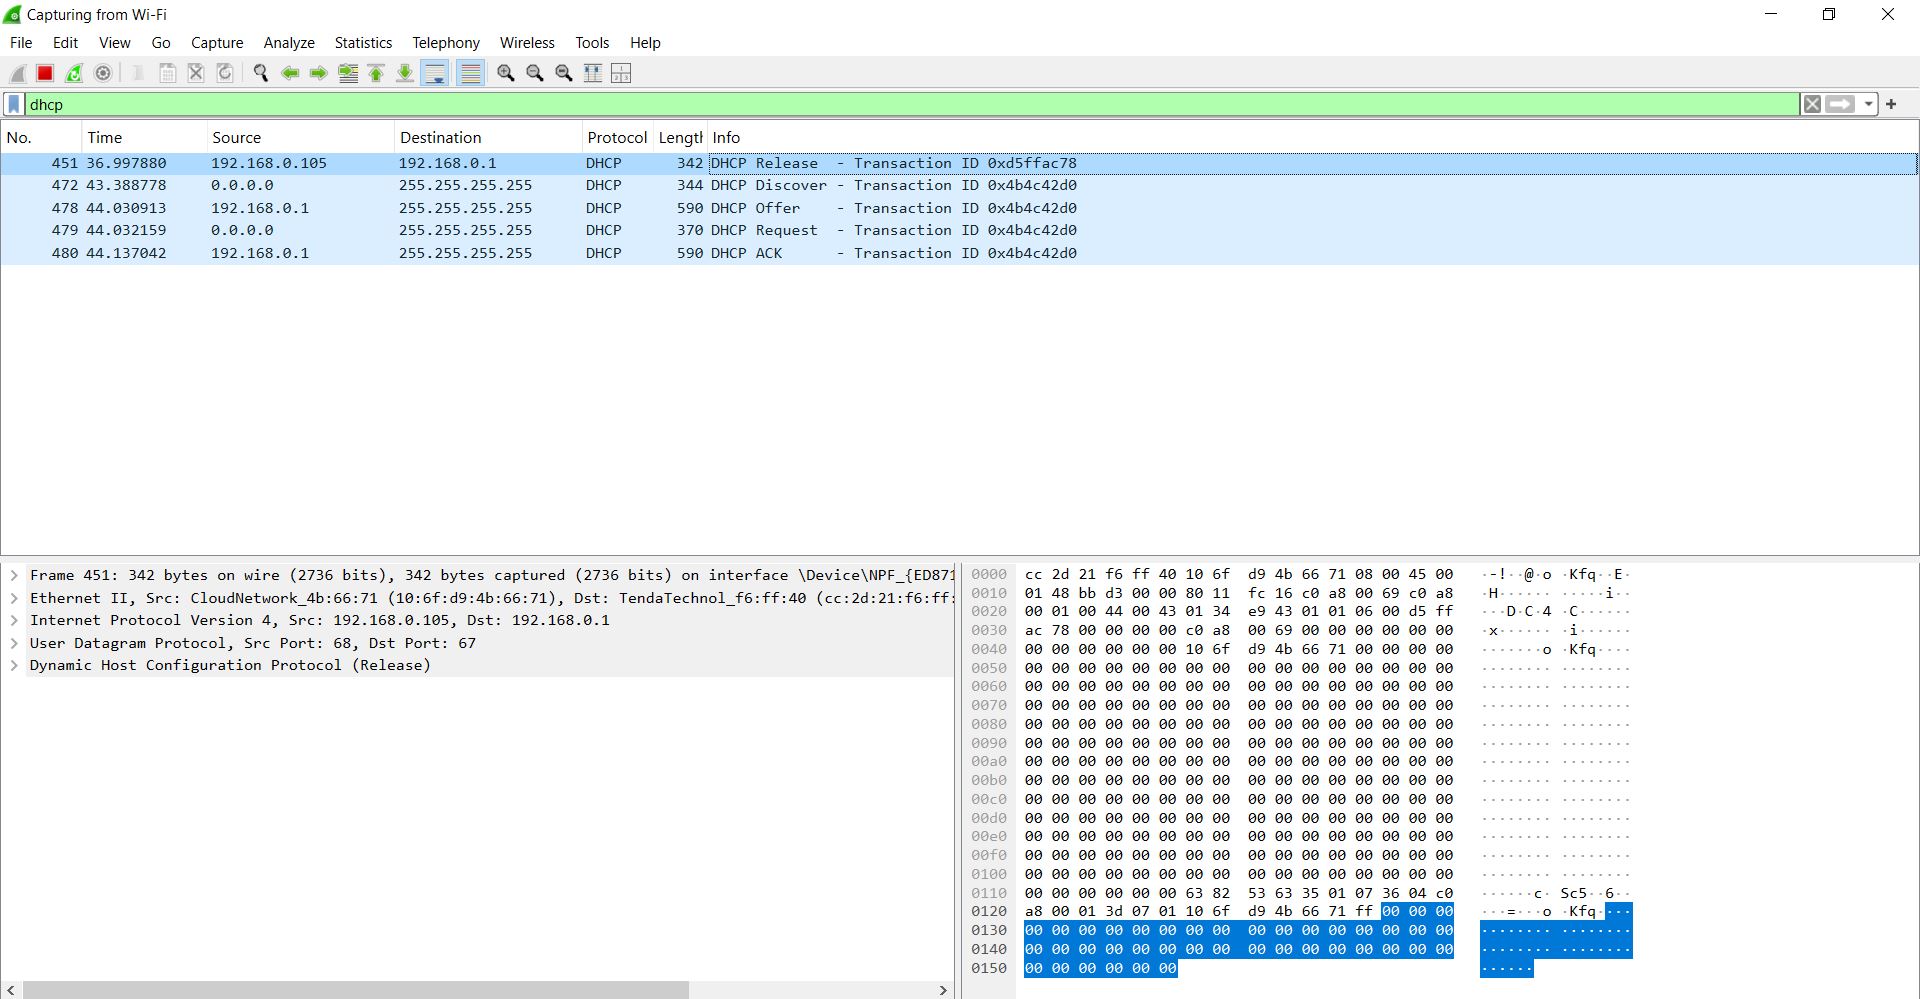 Capturing from Wi-Fi
File Edit View Go Capture Analyze Statistics Telephony Wireless Tools Help
dhcp
No. Time Source Destination Protocol Length Info
451 36.997880 192.168.0.105 192.168.0.1 DHCP 342 DHCP Release - Transaction ID 0xd5ffac78
472 43.388778 0.0.0.0 255.255.255.255 DHCP 344 DHCP Discover - Transaction ID 0x4b4c42d0
478 44.030913 192.168.0.1 255.255.255.255 DHCP 590 DHCP Offer - Transaction ID 0x4b4c42d0
479 44.032159 0.0.0.0 255.255.255.255 DHCP 370 DHCP Request - Transaction ID 0x4b4c42d0
480 44.137042 192.168.0.1 255.255.255.255 DHCP 590 DHCP ACK - Transaction ID 0x4b4c42d0
Frame 451: 342 bytes on wire (2736 bits), 342 bytes captured (2736 bits) on interface \Device\NPF_{ED871
Ethernet II, Src: CloudNetwork_4b:66:71 (10:6f:d9:4b:66:71), Dst: TendaTechnol_f6:ff:40 (cc:2d:21:f6:ff:
Internet Protocol Version 4, Src: 192.168.0.105, Dst: 192.168.0.1
User Datagram Protocol, Src Port: 68, Dst Port: 67
Dynamic Host Configuration Protocol (Release)
0000 cc 2d 21 f6 ff 40 10 6f d9 4b 66 71 08 00 45 00 ·-!··@·o ·Kfq··E·
0010 01 48 bb d3 00 00 80 11 fc 16 c0 a8 00 69 c0 a8 ·H······ ·····i··
0020 00 01 00 44 00 43 01 34 e9 43 01 01 06 00 d5 ff ···D·C·4 ·C······
0030 ac 78 00 00 00 00 c0 a8 00 69 00 00 00 00 00 00 ·x······ ·i······
0040 00 00 00 00 00 00 10 6f d9 4b 66 71 00 00 00 00 ·······o ·Kfq····
0050 00 00 00 00 00 00 00 00 00 00 00 00 00 00 00 00 ········ ········
0060 00 00 00 00 00 00 00 00 00 00 00 00 00 00 00 00 ········ ········
0070 00 00 00 00 00 00 00 00 00 00 00 00 00 00 00 00 ········ ········
0080 00 00 00 00 00 00 00 00 00 00 00 00 00 00 00 00 ········ ········
0090 00 00 00 00 00 00 00 00 00 00 00 00 00 00 00 00 ········ ········
00a0 00 00 00 00 00 00 00 00 00 00 00 00 00 00 00 00 ········ ········
00b0 00 00 00 00 00 00 00 00 00 00 00 00 00 00 00 00 ········ ········
00c0 00 00 00 00 00 00 00 00 00 00 00 00 00 00 00 00 ········ ········
00d0 00 00 00 00 00 00 00 00 00 00 00 00 00 00 00 00 ········ ········
00e0 00 00 00 00 00 00 00 00 00 00 00 00 00 00 00 00 ········ ········
00f0 00 00 00 00 00 00 00 00 00 00 00 00 00 00 00 00 ········ ········
0100 00 00 00 00 00 00 00 00 00 00 00 00 00 00 00 00 ········ ········
0110 00 00 00 00 00 00 63 82 53 63 35 01 07 36 04 c0 ······c· Sc5··6··
0120 a8 00 01 3d 07 01 10 6f d9 4b 66 71 ff 00 00 00 ···=···o ·Kfq····
0130 00 00 00 00 00 00 00 00 00 00 00 00 00 00 00 00 ········ ········
0140 00 00 00 00 00 00 00 00 00 00 00 00 00 00 00 00 ········ ········
0150 00 00 00 00 00 00 ······